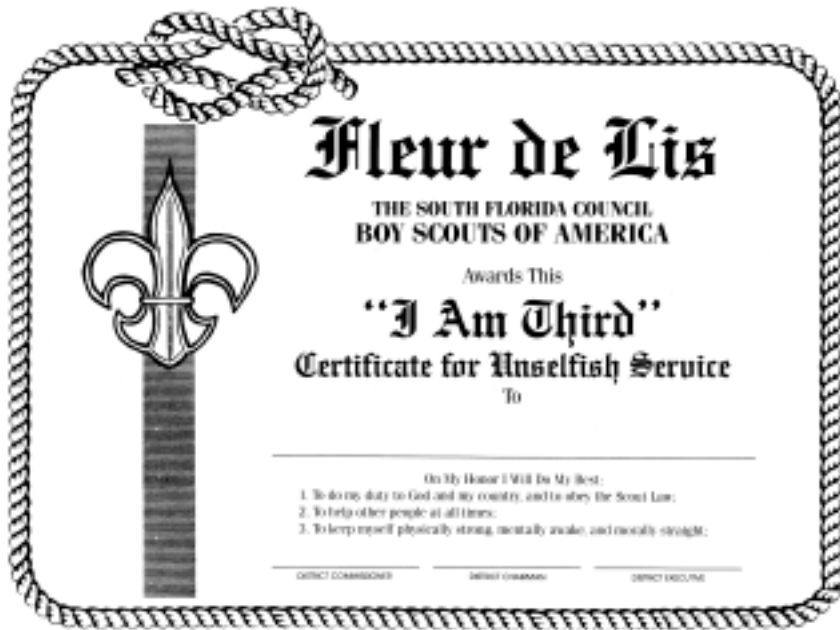 Fleur de Lis
THE SOUTH FLORIDA COUNCIL
BOY SCOUTS OF AMERICA
Awards This
"I Am Third"
Certificate for Unselfish Service
To
On My Honor I Will Do My Best:
1. To do my duty to God and my country, and to obey the Scout Law;
2. To help other people at all times;
3. To keep myself physically strong, mentally awake, and morally straight;
DISTRICT COMMISSIONER DISTRICT CHAIRMAN DISTRICT EXECUTIVE